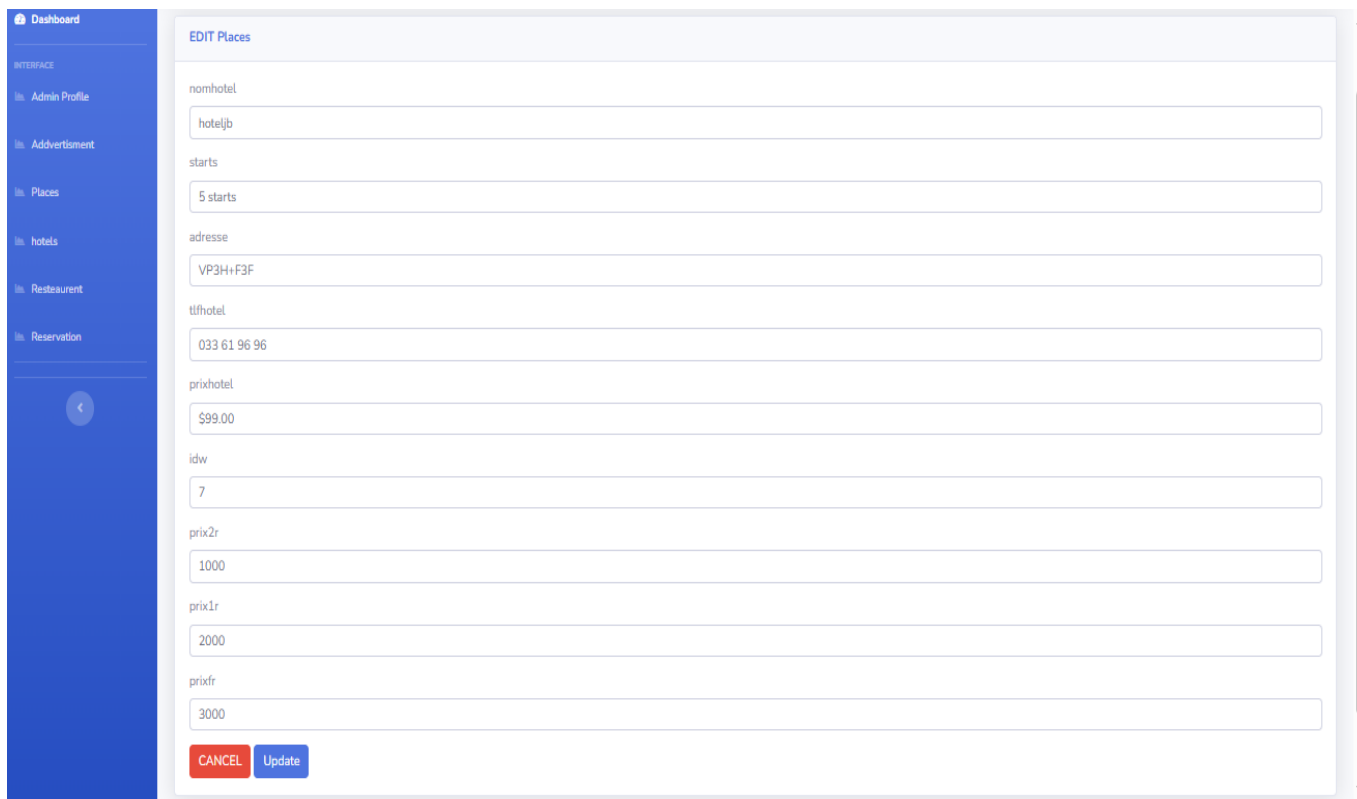 Dashboard
INTERFACE
Admin Profile
Addvertisment
Places
hotels
Resteaurent
Reservation
EDIT Places
nomhotel
hoteljb
starts
5 starts
adresse
VP3H+F3F
tlfhotel
033 61 96 96
prixhotel
$99.00
idw
7
prix2r
1000
prix1r
2000
prixfr
3000
CANCEL Update